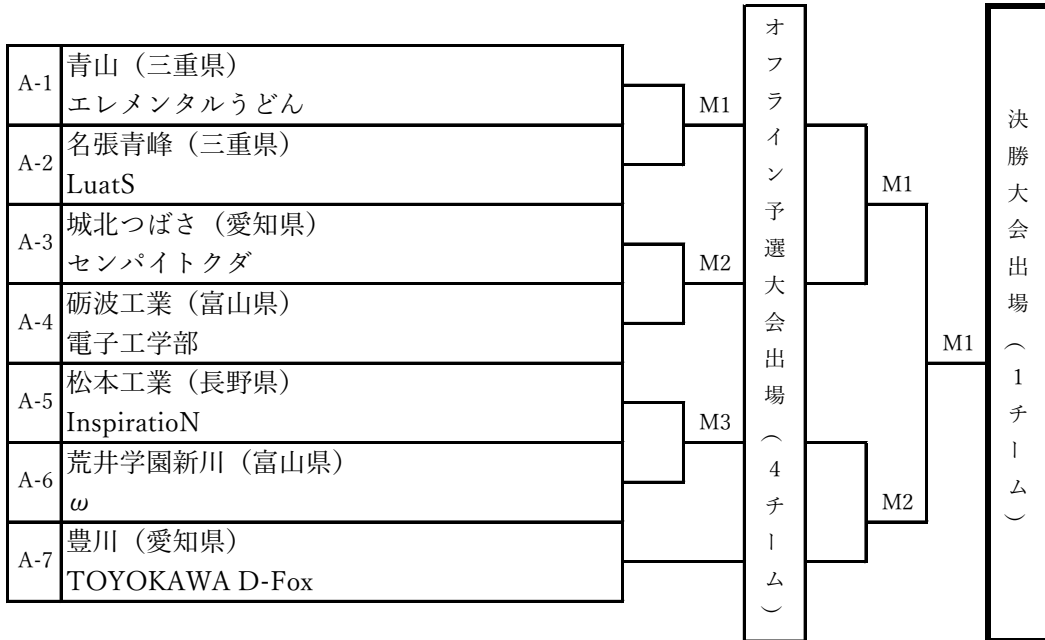 A-1
青山（三重県）
エレメンタルうどん
A-2
名張青峰（三重県）
LuatS
A-3
城北つばさ（愛知県）
センパイトクダ
A-4
砺波工業（富山県）
電子工学部
A-5
松本工業（長野県）
InspiratioN
A-6
荒井学園新川（富山県）
ω
A-7
豊川（愛知県）
TOYOKAWA D-Fox
M1
M2
M3
オフライン予選大会出場（4チーム）
M1
M2
M1
決勝大会出場（1チーム）